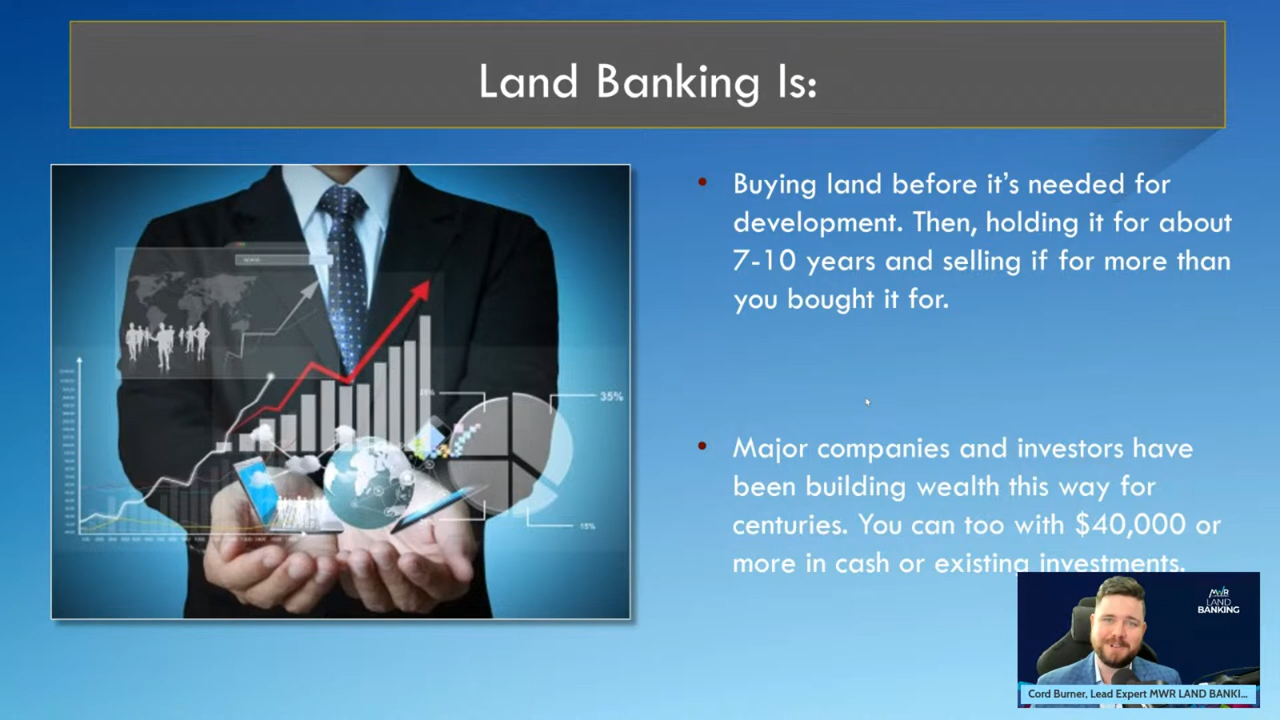 Land Banking Is:
Buying land before it's needed for
development. Then, holding it for about
7-10 years and selling if for more than
you bought it for.
35%
15%
Major companies and investors have
been building wealth this way for
centuries. You can too with $40,000 or
more in cash or existing investments.
MWR
LAND
BANKING
Cord Burner, Lead Expert MWR LAND BANKI...